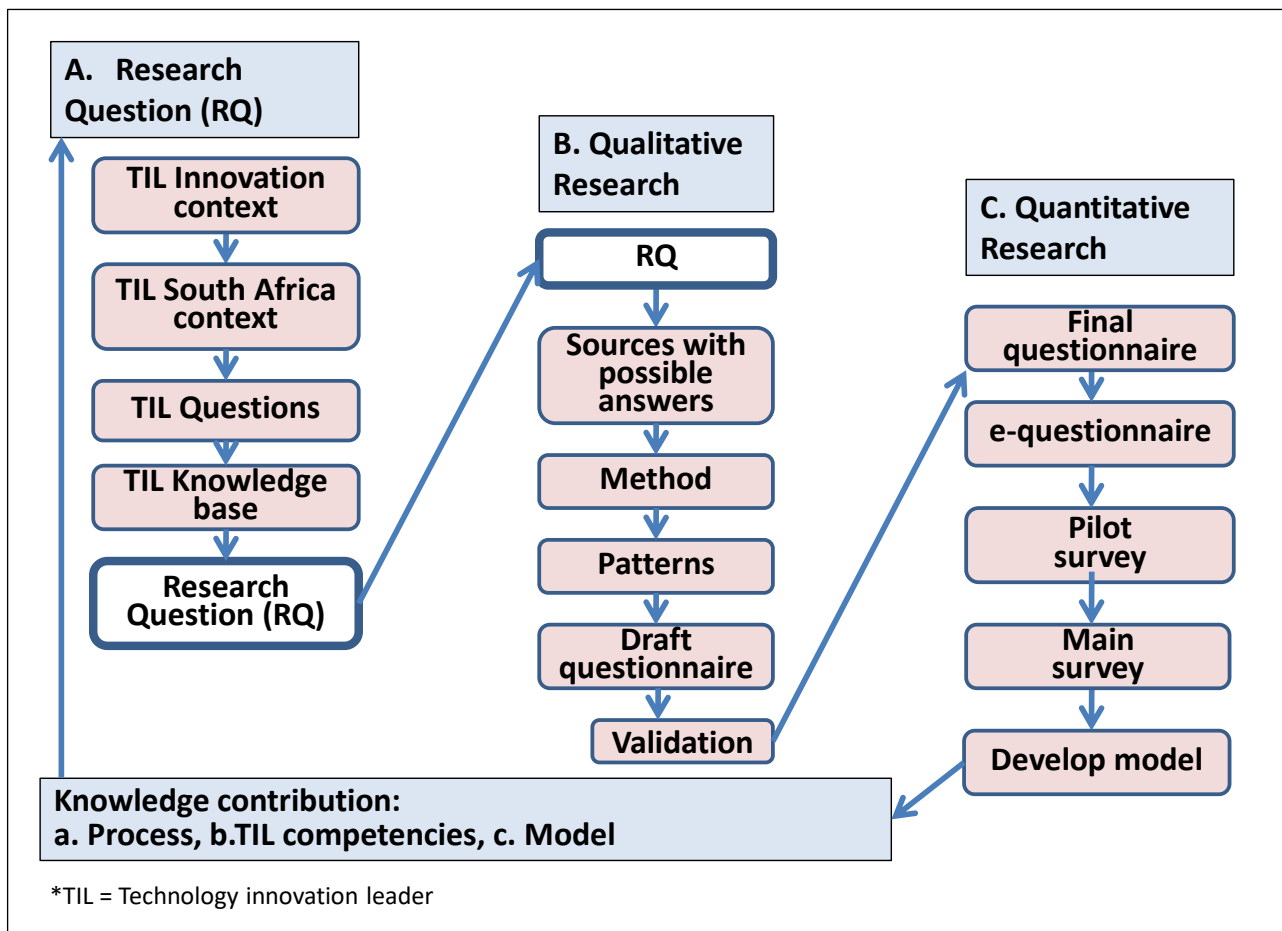 A. Research
Question (RQ)
TIL Innovation
context
TIL South Africa
context
TIL Questions
TIL Knowledge
base
Research
Question (RQ)
B. Qualitative
Research
RQ
Sources with
possible
answers
Method
Patterns
Draft
questionnaire
Validation
C. Quantitative
Research
Final
questionnaire
e-questionnaire
Pilot
survey
Main
survey
Develop model
Knowledge contribution:
a. Process, b.TIL competencies, c. Model
*TIL = Technology innovation leader